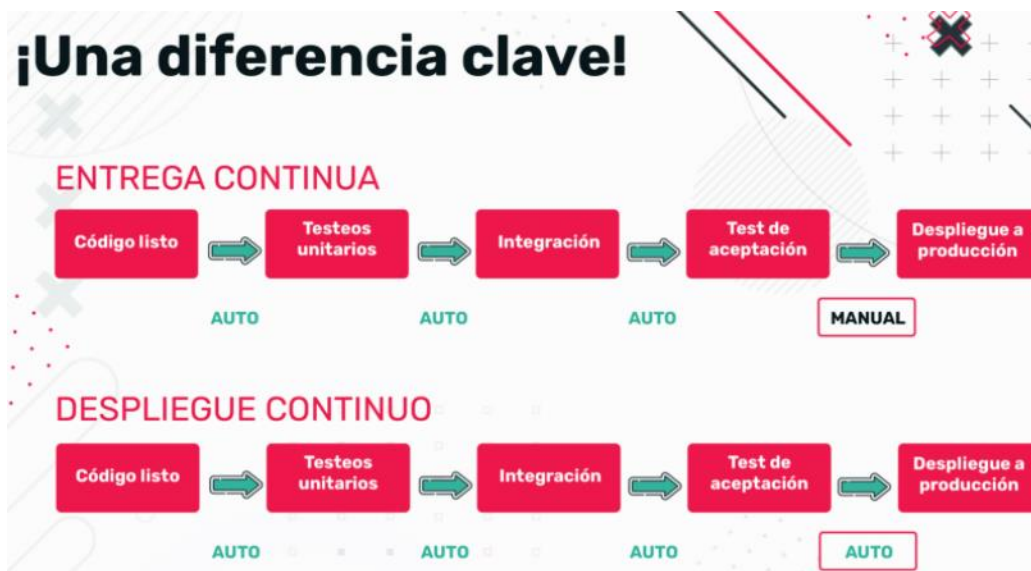 ¡Una diferencia clave!
ENTREGA CONTINUA
Código listo
Testeos
unitarios
Integración
Test de
aceptación
Despliegue a
producción
AUTO
AUTO
AUTO
MANUAL
DESPLIEGUE CONTINUO
Código listo
Testeos
unitarios
Integración
Test de
aceptación
Despliegue a
producción
AUTO
AUTO
AUTO
AUTO